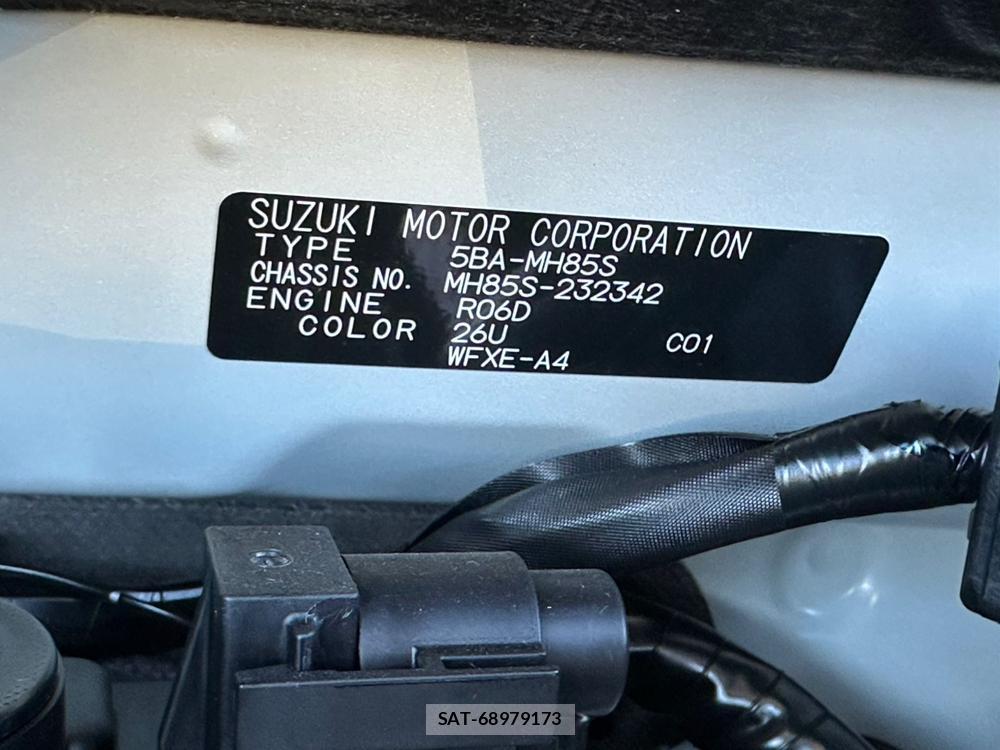 SUZUKI MOTOR CORPORATION
TYPE 5BA-MH85S
CHASSIS NO. MH85S-232342
ENGINE R06D
COLOR 26U C01
WFXE-A4
SAT-68979173